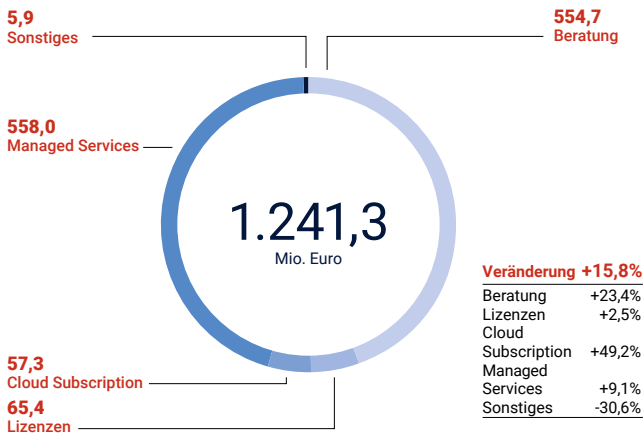 5,9
Sonstiges
554,7
Beratung
558,0
Managed Services
1.241,3
Mio. Euro
57,3
Cloud Subscription
65,4
Lizenzen
Veränderung +15,8%
Beratung +23,4%
Lizenzen +2,5%
Cloud
Subscription +49,2%
Managed
Services +9,1%
Sonstiges -30,6%